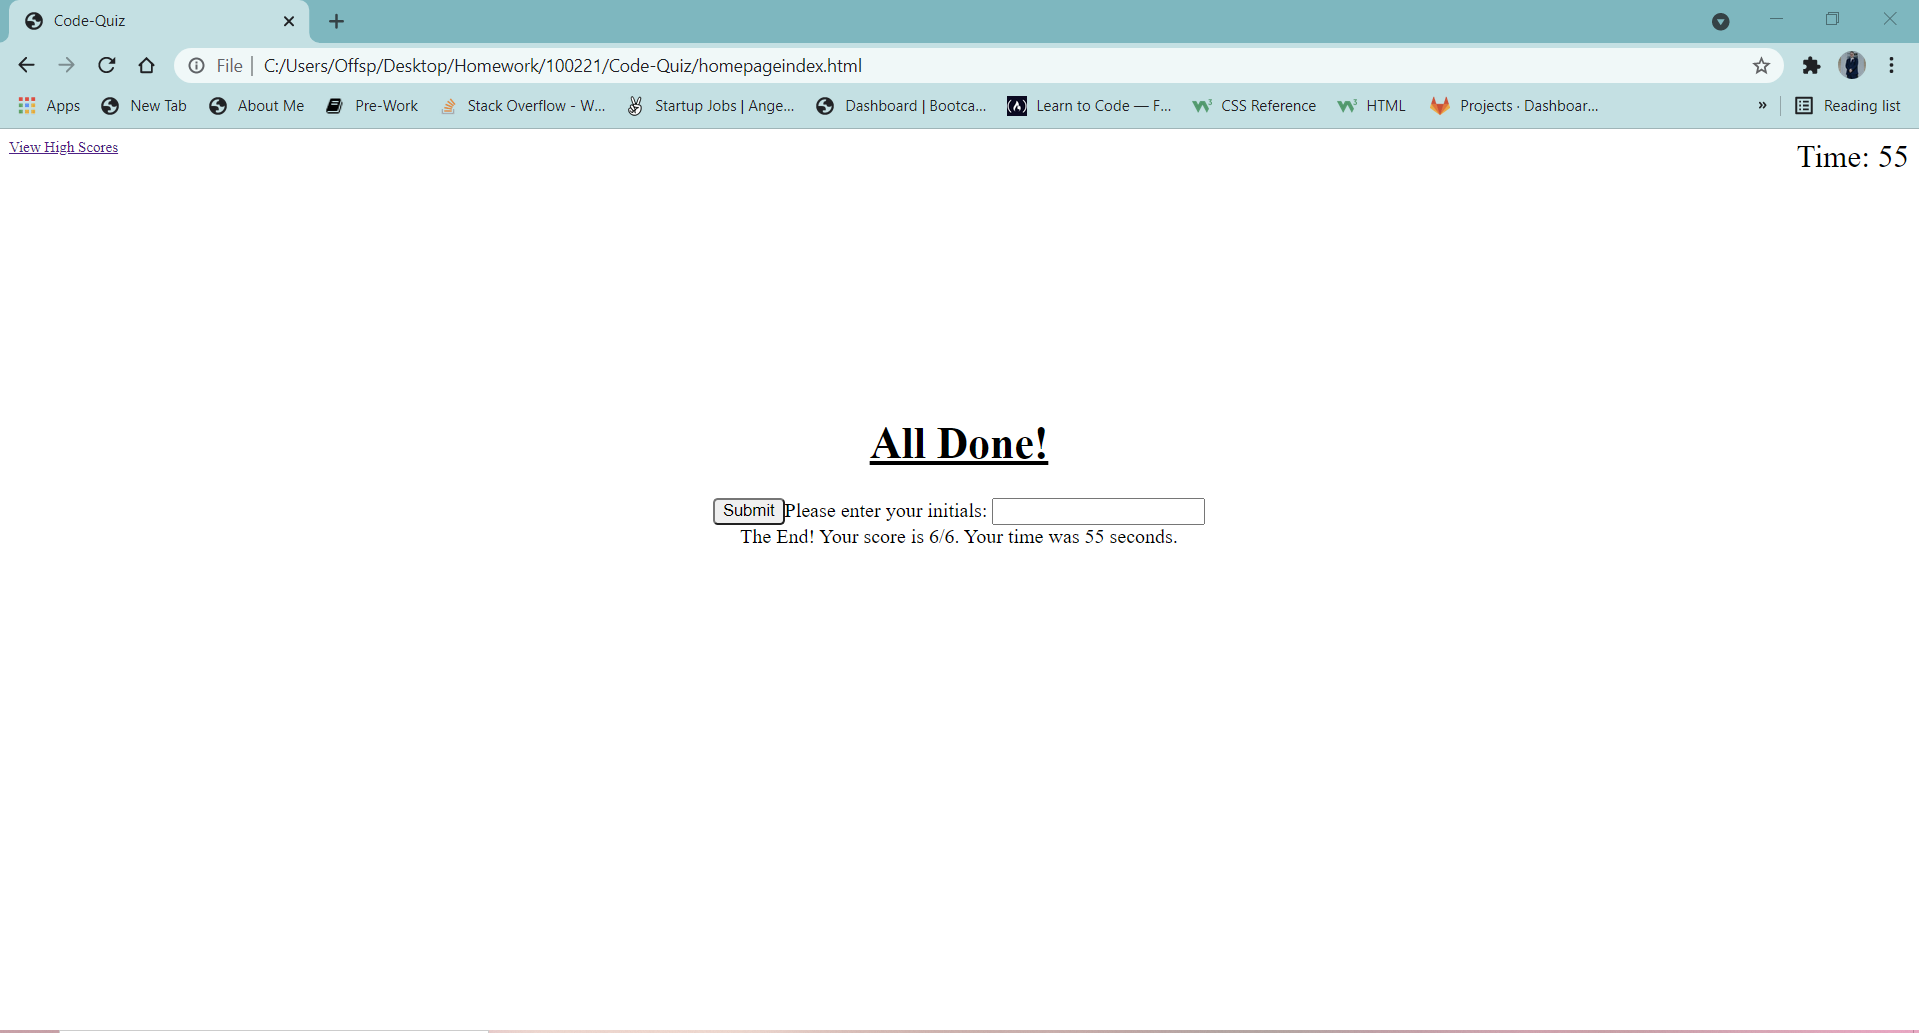 Code-Quiz
File | C:/Users/Offsp/Desktop/Homework/100221/Code-Quiz/homepageindex.html
Apps New Tab About Me Pre-Work Stack Overflow - W... Startup Jobs | Ange... Dashboard | Bootca... Learn to Code — F... CSS Reference HTML Projects · Dashboar... » Reading list
View High Scores Time: 55
All Done!
Submit Please enter your initials:
The End! Your score is 6/6. Your time was 55 seconds.